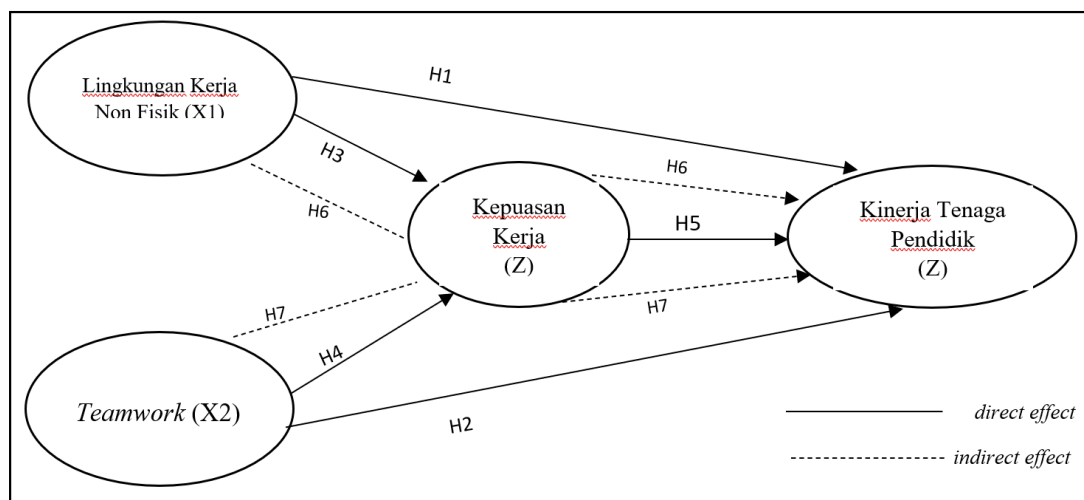 Lingkungan Kerja
Non Fisik (X1)
H1
H3
H6
H6
Kepuasan
Kerja
(Z)
H5
Kinerja Tenaga
Pendidik
(Z)
H7
H7
H4
Teamwork (X2)
H2
direct effect
indirect effect